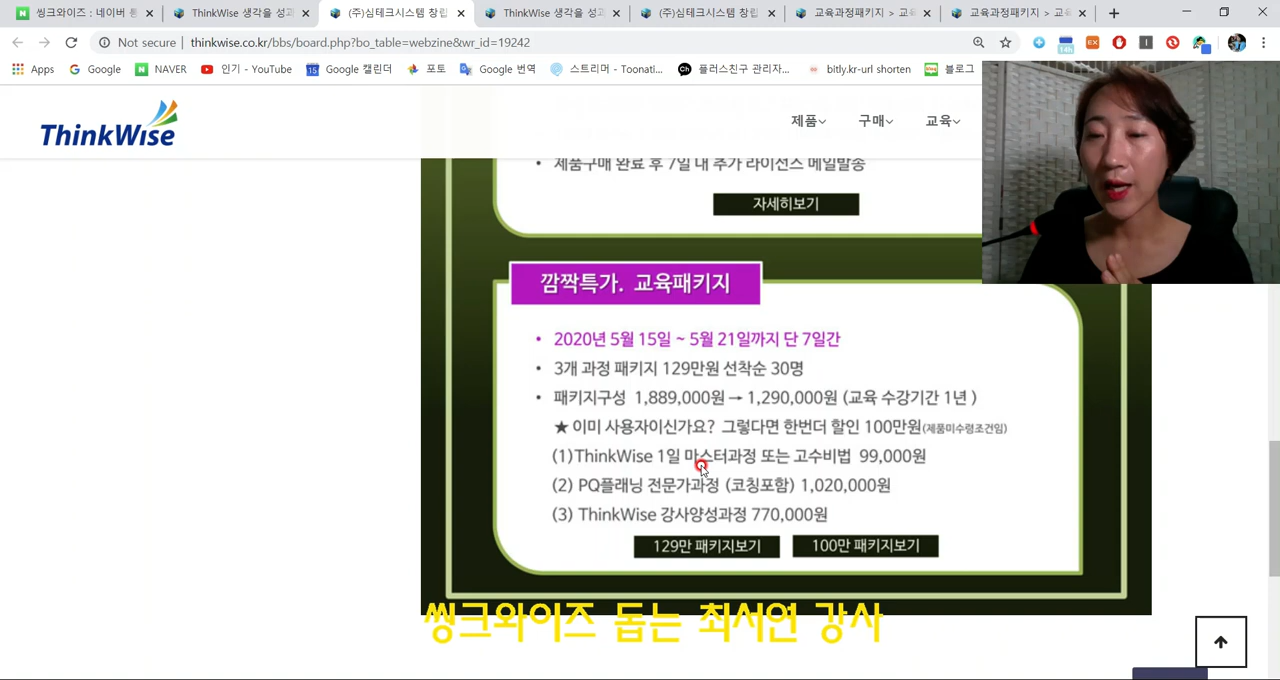 씽크와이즈 : 네이버 톡
ThinkWise 생각을 성과
(주)심테크시스템 창립
ThinkWise 생각을 성과
(주)심테크시스템 창립
교육과정패키지 > 교육
교육과정패키지 > 교육
Not secure | thinkwise.co.kr/bbs/board.php?bo_table=webzine&wr_id=19242
Apps Google NAVER 인기 - YouTube Google 캘린더 포토 Google 번역 스트리머 - Toonati... 플러스친구 관리자... bitly.kr-url shorten 블로그
ThinkWise
제품 구매 교육
• 제품구매 완료 후 7일 내 추가 라이선스 메일발송
자세히보기
깜짝특가. 교육패키지
• 2020년 5월 15일 ~ 5월 21일까지 단 7일간
• 3개 과정 패키지 129만원 선착순 30명
• 패키지구성 1,889,000원 → 1,290,000원 (교육 수강기간 1년 )
★ 이미 사용자이신가요? 그렇다면 한번더 할인 100만원(제품미수령조건임)
(1)ThinkWise 1일 마스터과정 또는 고수비법 99,000원
(2) PQ플래닝 전문가과정 (코칭포함) 1,020,000원
(3) ThinkWise 강사양성과정 770,000원
129만 패키지보기 100만 패키지보기
씽크와이즈 돕는 최서연 강사